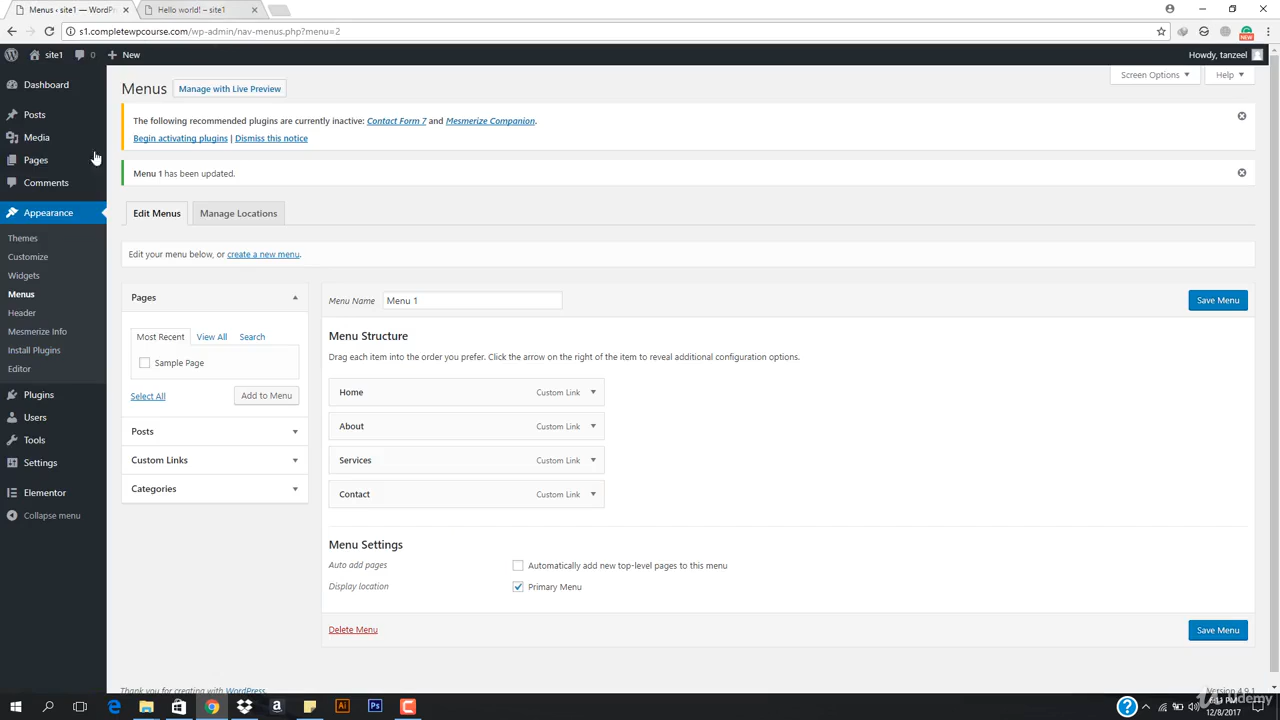 Menus ‹ site1 — WordPr
Hello world! – site1
s1.completewpcourse.com/wp-admin/nav-menus.php?menu=2
NEW
site1
0
New
Howdy, tanzeel
Dashboard
Posts
Media
Pages
Comments
Appearance
Themes
Customize
Widgets
Menus
Header
Mesmerize Info
Install Plugins
Editor
Plugins
Users
Tools
Settings
Elementor
Collapse menu
Menus
Manage with Live Preview
Screen Options
Help
The following recommended plugins are currently inactive: Contact Form 7 and Mesmerize Companion.
Begin activating plugins | Dismiss this notice
Menu 1 has been updated.
Edit Menus
Manage Locations
Edit your menu below, or create a new menu.
Pages
Most Recent
View All
Search
Sample Page
Select All
Add to Menu
Posts
Custom Links
Categories
Menu Name
Menu 1
Save Menu
Menu Structure
Drag each item into the order you prefer. Click the arrow on the right of the item to reveal additional configuration options.
Home Custom Link
About Custom Link
Services Custom Link
Contact Custom Link
Menu Settings
Auto add pages
Automatically add new top-level pages to this menu
Display location
Primary Menu
Delete Menu
Save Menu
Thank you for creating with WordPress.
Version 4.9.1
a
Ai
Ps
Udemy
12/8/2017